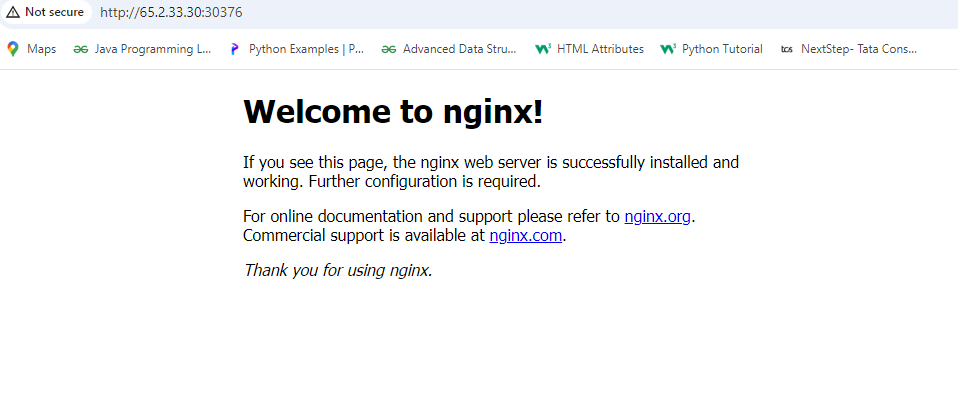 Not secure http://65.2.33.30:30376
Maps Java Programming L... Python Examples | P... Advanced Data Stru... HTML Attributes Python Tutorial tcs NextStep- Tata Cons...
Welcome to nginx!
If you see this page, the nginx web server is successfully installed and
working. Further configuration is required.
For online documentation and support please refer to nginx.org.
Commercial support is available at nginx.com.
Thank you for using nginx.